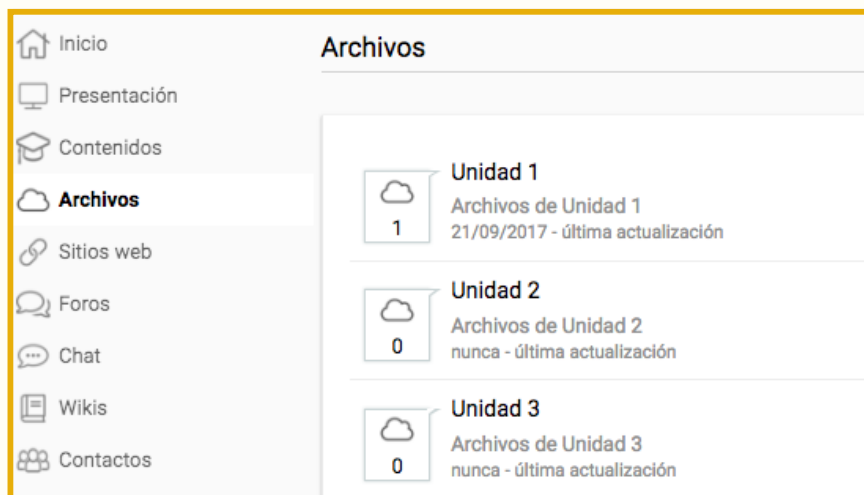 Inicio
Presentación
Contenidos
Archivos
Sitios web
Foros
Chat
Wikis
Contactos
Archivos
Unidad 1
Archivos de Unidad 1
1
21/09/2017 - última actualización
Unidad 2
Archivos de Unidad 2
0
nunca - última actualización
Unidad 3
Archivos de Unidad 3
0
nunca - última actualización